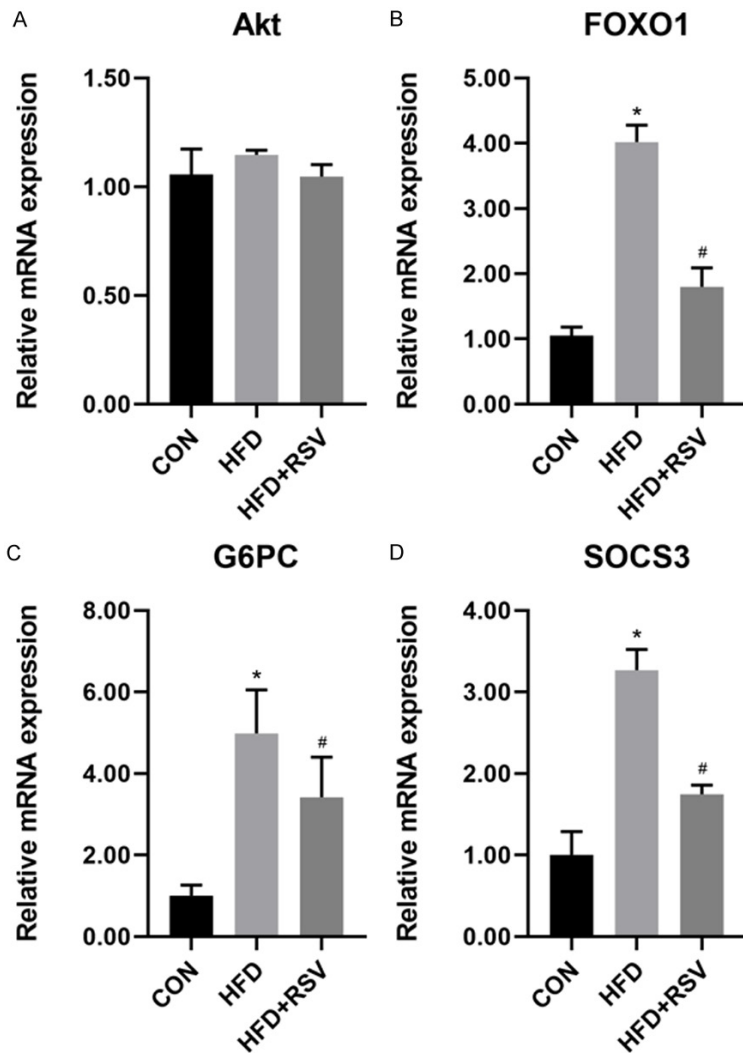 A
Akt
Relative mRNA expression
1.50
1.00
0.50
0.00
CON
HFD
HFD+RSV
B
FOXO1
Relative mRNA expression
5.00
4.00
3.00
2.00
1.00
0.00
*
#
CON
HFD
HFD+RSV
C
G6PC
Relative mRNA expression
8.00
6.00
4.00
2.00
0.00
*
#
CON
HFD
HFD+RSV
D
SOCS3
Relative mRNA expression
4.00
3.00
2.00
1.00
0.00
*
#
CON
HFD
HFD+RSV